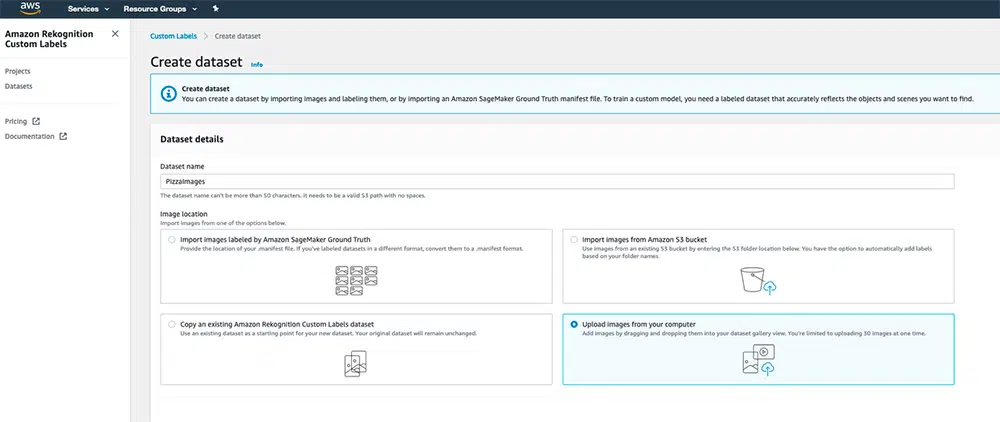 aws
Services
Resource Groups
Amazon Rekognition
Custom Labels
Projects
Datasets
Pricing
Documentation
Custom Labels > Create dataset
Create dataset Info
Create dataset
You can create a dataset by importing images and labeling them, or by importing an Amazon SageMaker Ground Truth manifest file. To train a custom model, you need a labeled dataset that accurately reflects the objects and scenes you want to find.
Dataset details
Dataset name
PizzaImages
The dataset name can't be more than 50 characters. It needs to be a valid S3 path with no spaces.
Image location
Import images from one of the options below.
Import images labeled by Amazon SageMaker Ground Truth
Provide the location of your .manifest file. If you've labeled datasets in a different format, convert them to a .manifest format.
Import images from Amazon S3 bucket
Use images from an existing S3 bucket by entering the S3 folder location below. You have the option to automatically add labels
based on your folder names.
Copy an existing Amazon Rekognition Custom Labels dataset
Use an existing dataset as a starting point for your new dataset. Your original dataset will remain unchanged.
Upload images from your computer
Add images by dragging and dropping them into your dataset gallery view. You're limited to uploading 30 images at one time.